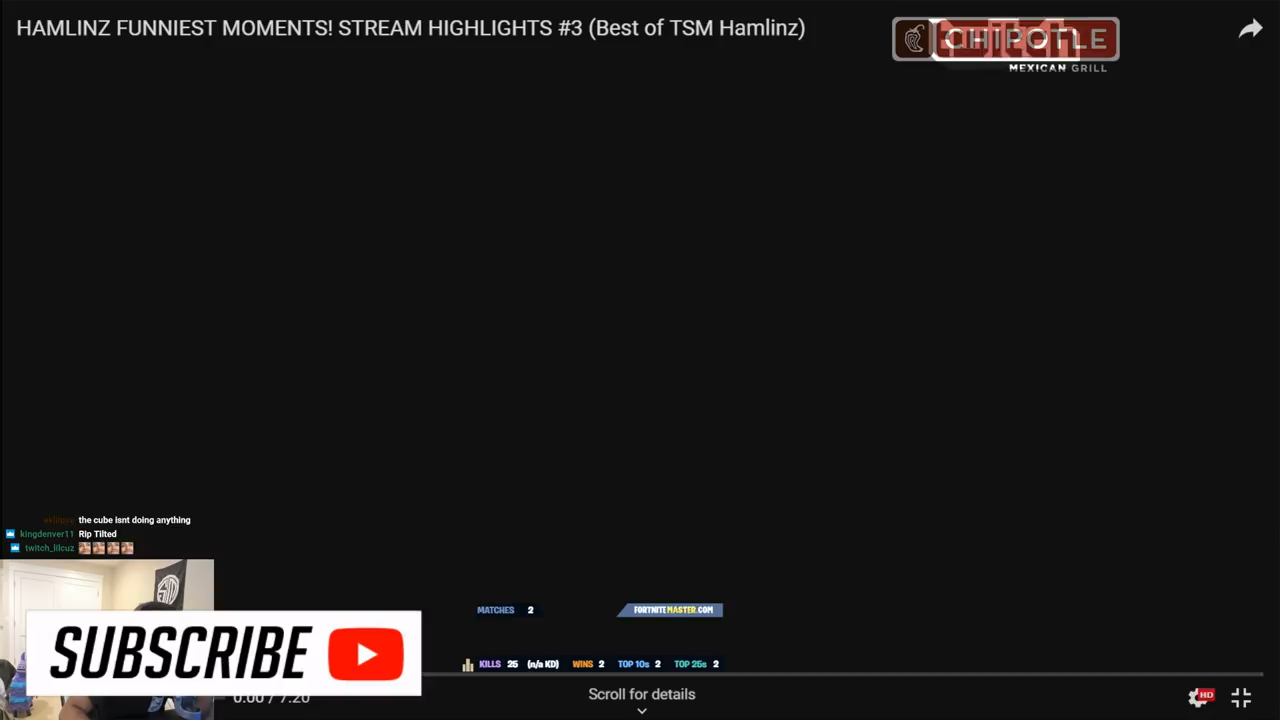 HAMLINZ FUNNIEST MOMENTS! STREAM HIGHLIGHTS #3 (Best of TSM Hamlinz)
CHIPOTLE
MEXICAN GRILL
the cube isnt doing anything
kingdenver11 Rip Tilted
twitch_lilcuz
TSM
MATCHES 2
FORTNITEMASTER.COM
SUBSCRIBE
KILLS 25 (n/a KD) WINS 2 TOP 10s 2 TOP 25s 2
0:00 / 7:20
Scroll for details
HD